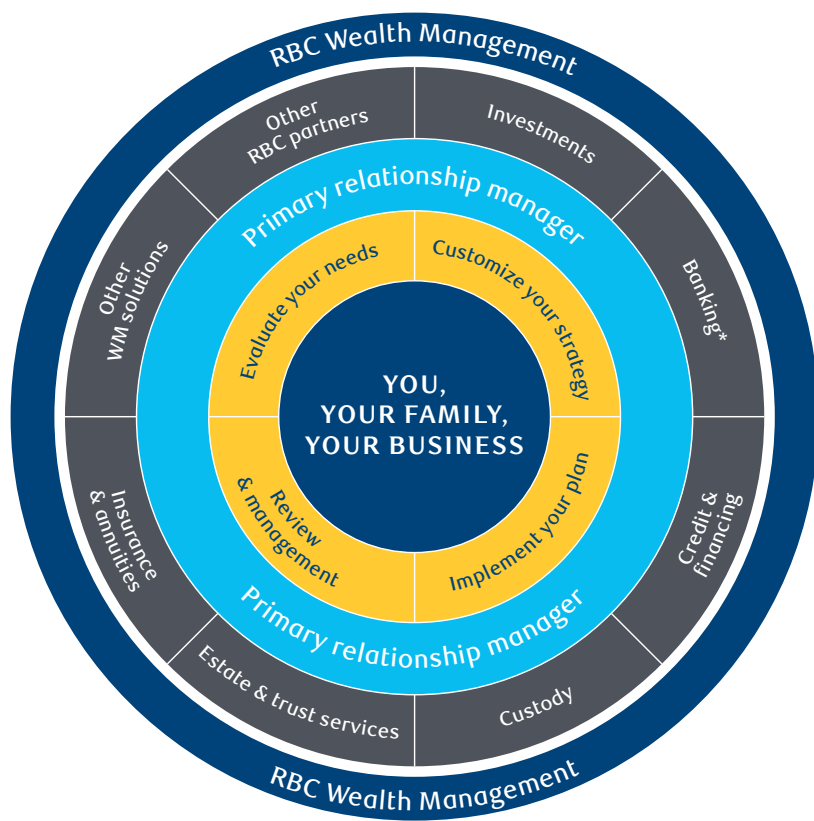 RBC Wealth Management
Other
RBC partners
Investments
Banking*
Credit &
financing
Custody
Estate & trust services
Insurance
& annuities
Other
WM solutions
Primary relationship manager
Evaluate your needs
Customize your strategy
Implement your plan
Review
& management
YOU,
YOUR FAMILY,
YOUR BUSINESS
Primary relationship manager
RBC Wealth Management